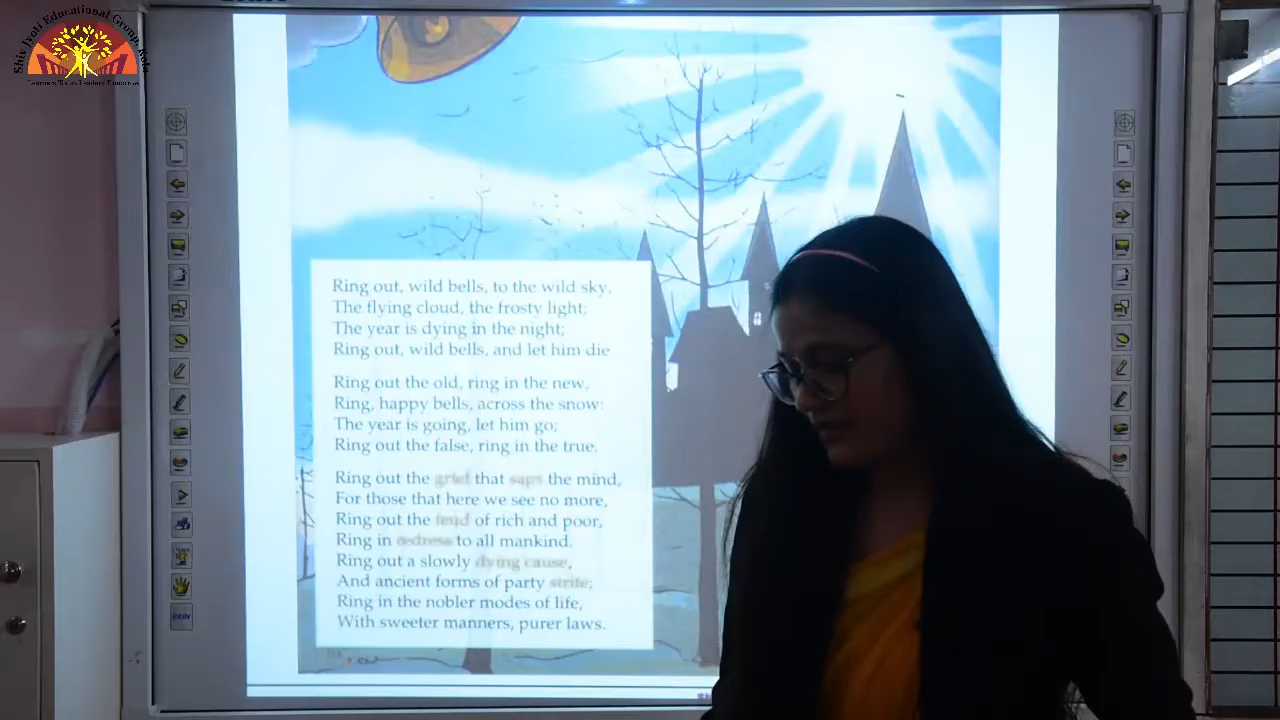 Shiv Jyoti Educational Group, Kota
Ring out, wild bells, to the wild sky,
The flying cloud, the frosty light;
The year is dying in the night;
Ring out, wild bells, and let him die
Ring out the old, ring in the new,
Ring, happy bells, across the snow:
The year is going, let him go;
Ring out the false, ring in the true.
Ring out the grief that saps the mind,
For those that here we see no more,
Ring out the feud of rich and poor,
Ring in redress to all mankind.
Ring out a slowly dying cause,
And ancient forms of party strife;
Ring in the nobler modes of life,
With sweeter manners, purer laws.